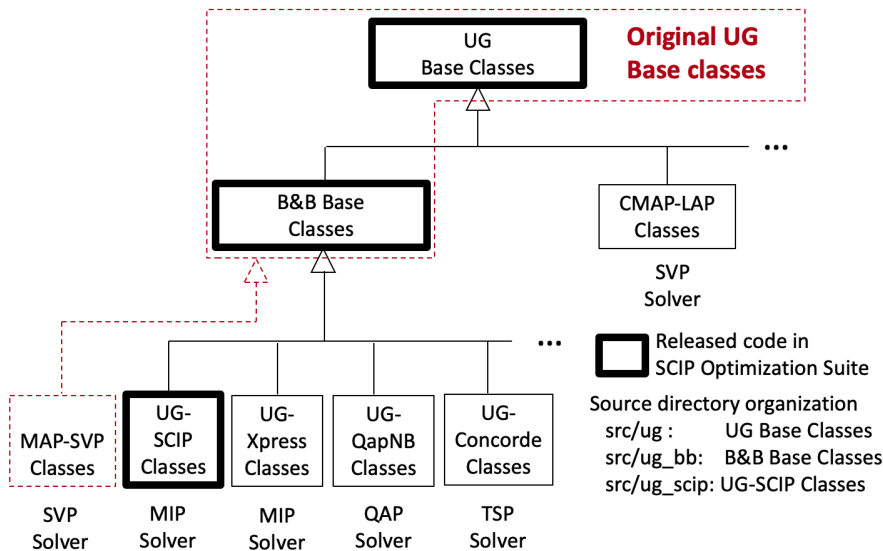 UG
Base Classes
Original UG
Base classes
...
B&B Base
Classes
CMAP-LAP
Classes
SVP
Solver
...
Released code in
SCIP Optimization Suite
MAP-SVP
Classes
UG-
SCIP
Classes
UG-
Xpress
Classes
UG-
QapNB
Classes
UG-
Concorde
Classes
SVP
Solver
MIP
Solver
MIP
Solver
QAP
Solver
TSP
Solver
Source directory organization
src/ug : UG Base Classes
src/ug_bb: B&B Base Classes
src/ug_scip: UG-SCIP Classes